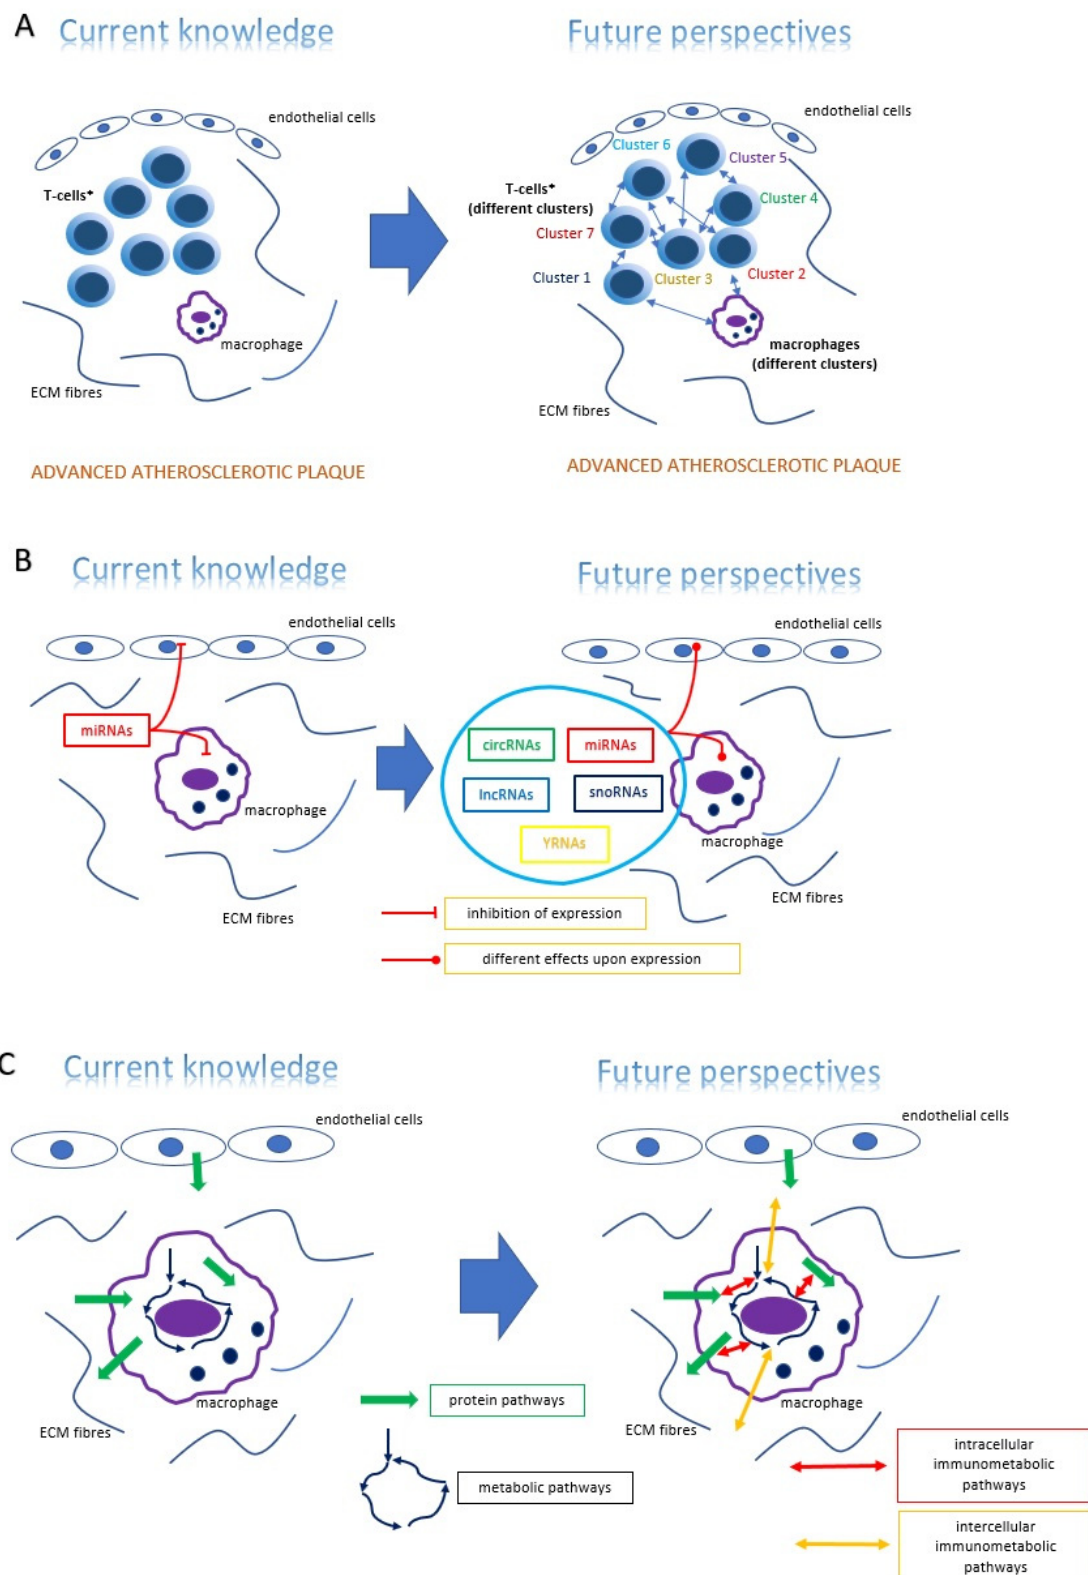 A
Current knowledge
Future perspectives
endothelial cells
T-cells*
macrophage
ECM fibres
ADVANCED ATHEROSCLEROTIC PLAQUE
endothelial cells
Cluster 6
Cluster 5
T-cells*
(different clusters)
Cluster 4
Cluster 7
Cluster 1
Cluster 3
Cluster 2
macrophages
(different clusters)
ECM fibres
ADVANCED ATHEROSCLEROTIC PLAQUE
B
Current knowledge
Future perspectives
endothelial cells
miRNAs
macrophage
ECM fibres
endothelial cells
circRNAs
miRNAs
lncRNAs
snoRNAs
YRNAs
macrophage
ECM fibres
inhibition of expression
different effects upon expression
C
Current knowledge
Future perspectives
endothelial cells
macrophage
ECM fibres
protein pathways
metabolic pathways
endothelial cells
macrophage
ECM fibres
intracellular
immunometabolic
pathways
intercellular
immunometabolic
pathways